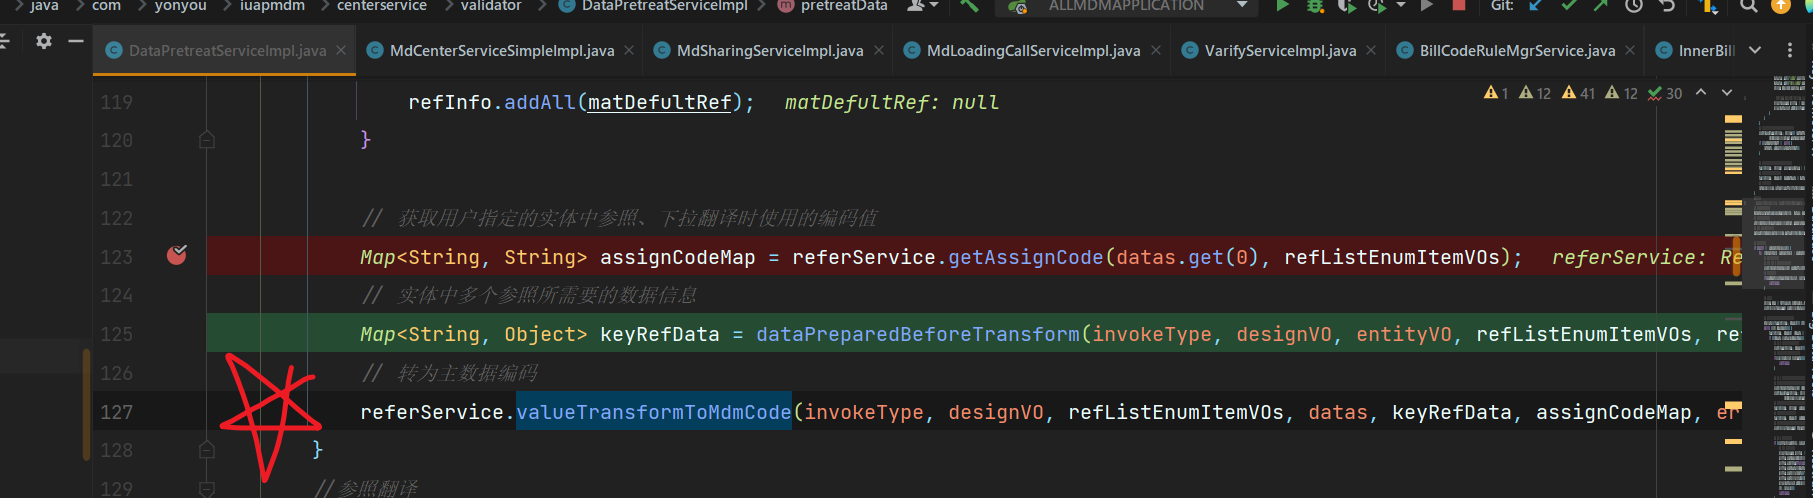 java > com > yonyou > iuapmdm > centerservice > validator > DataPretreatServiceImpl > pretreatData ALLMDMAPPLICATION Git:
DataPretreatServiceImpl.java MdCenterServiceSimpleImpl.java MdSharingServiceImpl.java MdLoadingCallServiceImpl.java VarifyServiceImpl.java BillCodeRuleMgrService.java InnerBil
119 refInfo.addAll(matDefultRef); matDefultRef: null 1 12 41 12 30
120 }
121
122 // 获取用户指定的实体中参照、下拉翻译时使用的编码值
123 Map<String, String> assignCodeMap = referService.getAssignCode(datas.get(0), refListEnumItemVOs); referService: Re
124 // 实体中多个参照所需要的数据信息
125 Map<String, Object> keyRefData = dataPreparedBeforeTransform(invokeType, designVO, entityVO, refListEnumItemVOs, re
126 // 转为主数据编码
127 referService.valueTransformToMdmCode(invokeType, designVO, refListEnumItemVOs, datas, keyRefData, assignCodeMap, er
128 }
129 //参照翻译